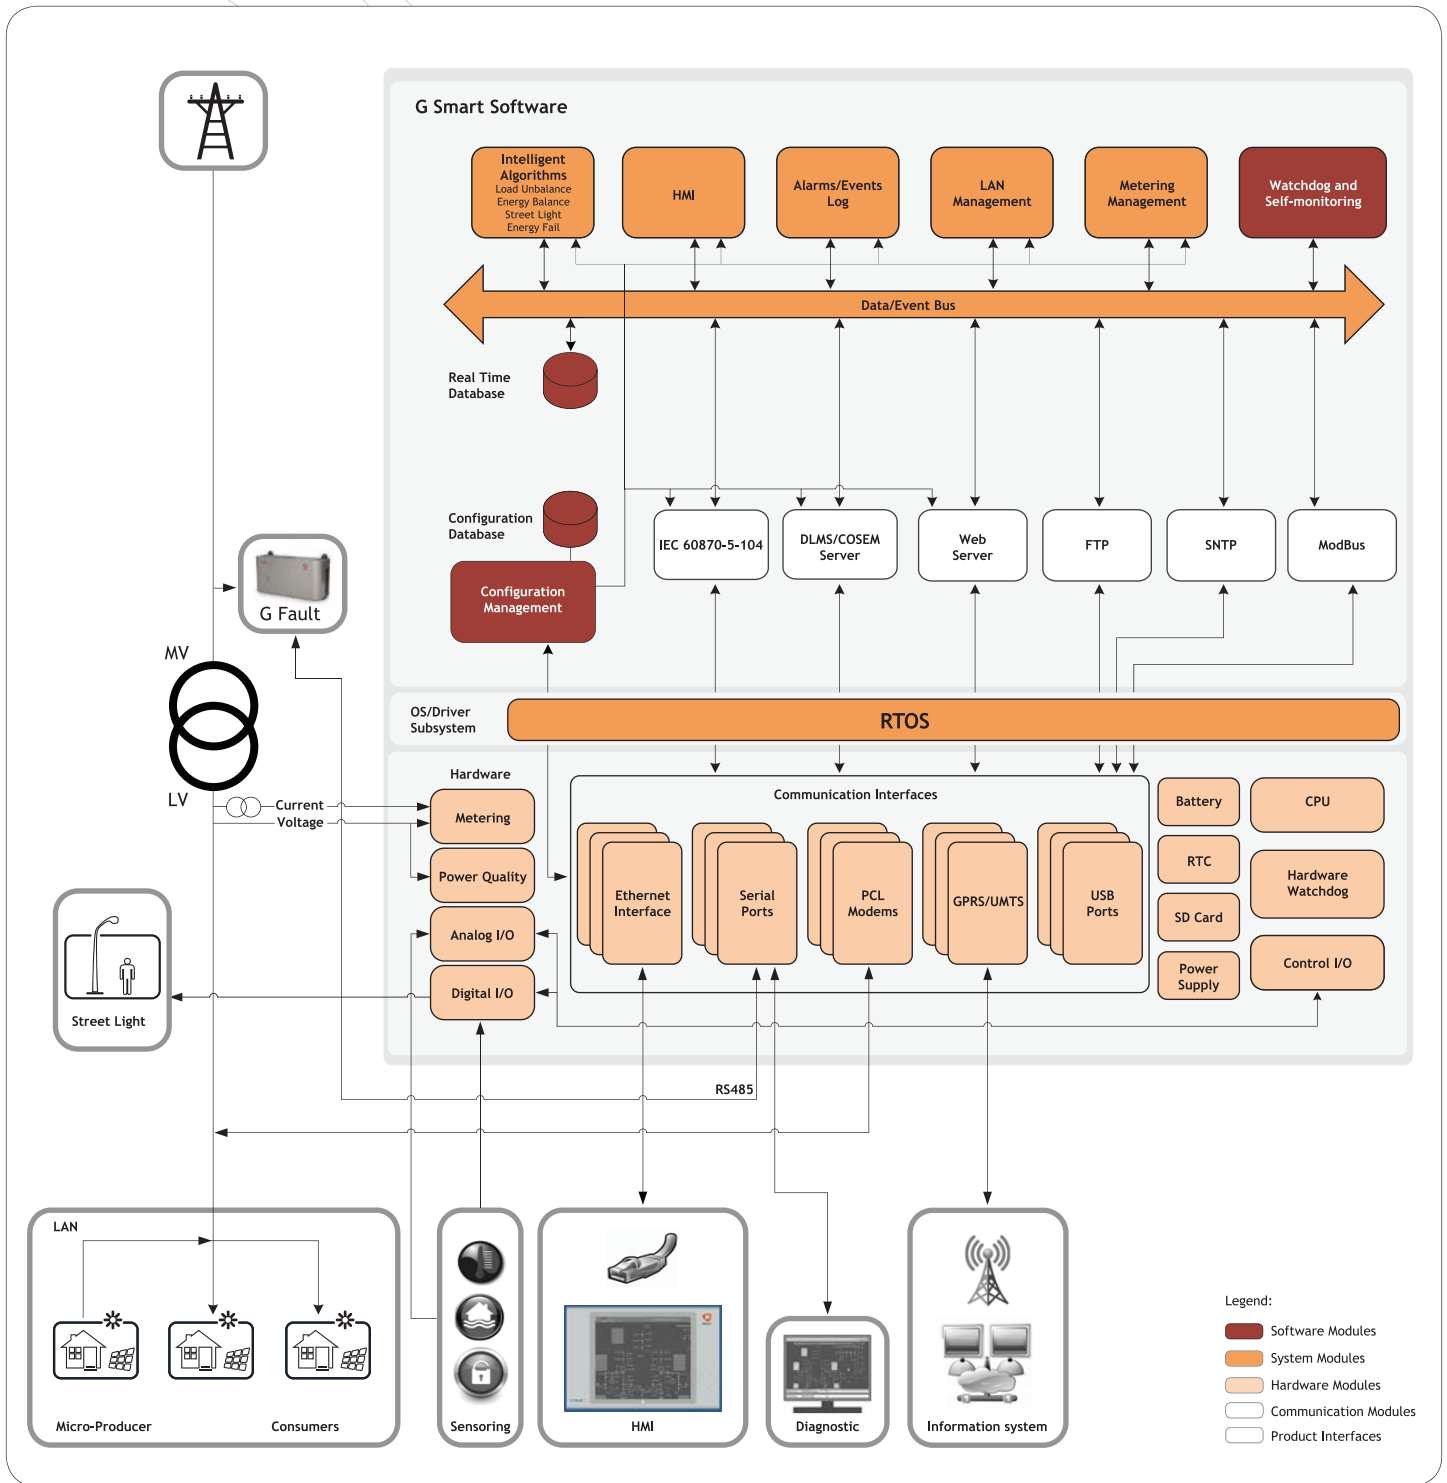 G Smart Software
Intelligent
Algorithms
Load Unbalance
Energy Balance
Street Light
Energy Fail
HMI
Alarms/Events
Log
LAN
Management
Metering
Management
Watchdog and
Self-monitoring
Data/Event Bus
Real Time
Database
Configuration
Database
Configuration
Management
IEC 60870-5-104
DLMS/COSEM
Server
Web
Server
FTP
SNTP
ModBus
G Fault
MV
LV
OS/Driver
Subsystem
RTOS
Hardware
Current
Voltage
Metering
Power Quality
Analog I/O
Digital I/O
Communication Interfaces
Ethernet
Interface
Serial
Ports
PCL
Modems
GPRS/UMTS
USB
Ports
Battery
RTC
SD Card
Power
Supply
CPU
Hardware
Watchdog
Control I/O
Street Light
RS485
LAN
Micro-Producer
Consumers
Sensoring
HMI
Diagnostic
Information system
Legend:
Software Modules
System Modules
Hardware Modules
Communication Modules
Product Interfaces